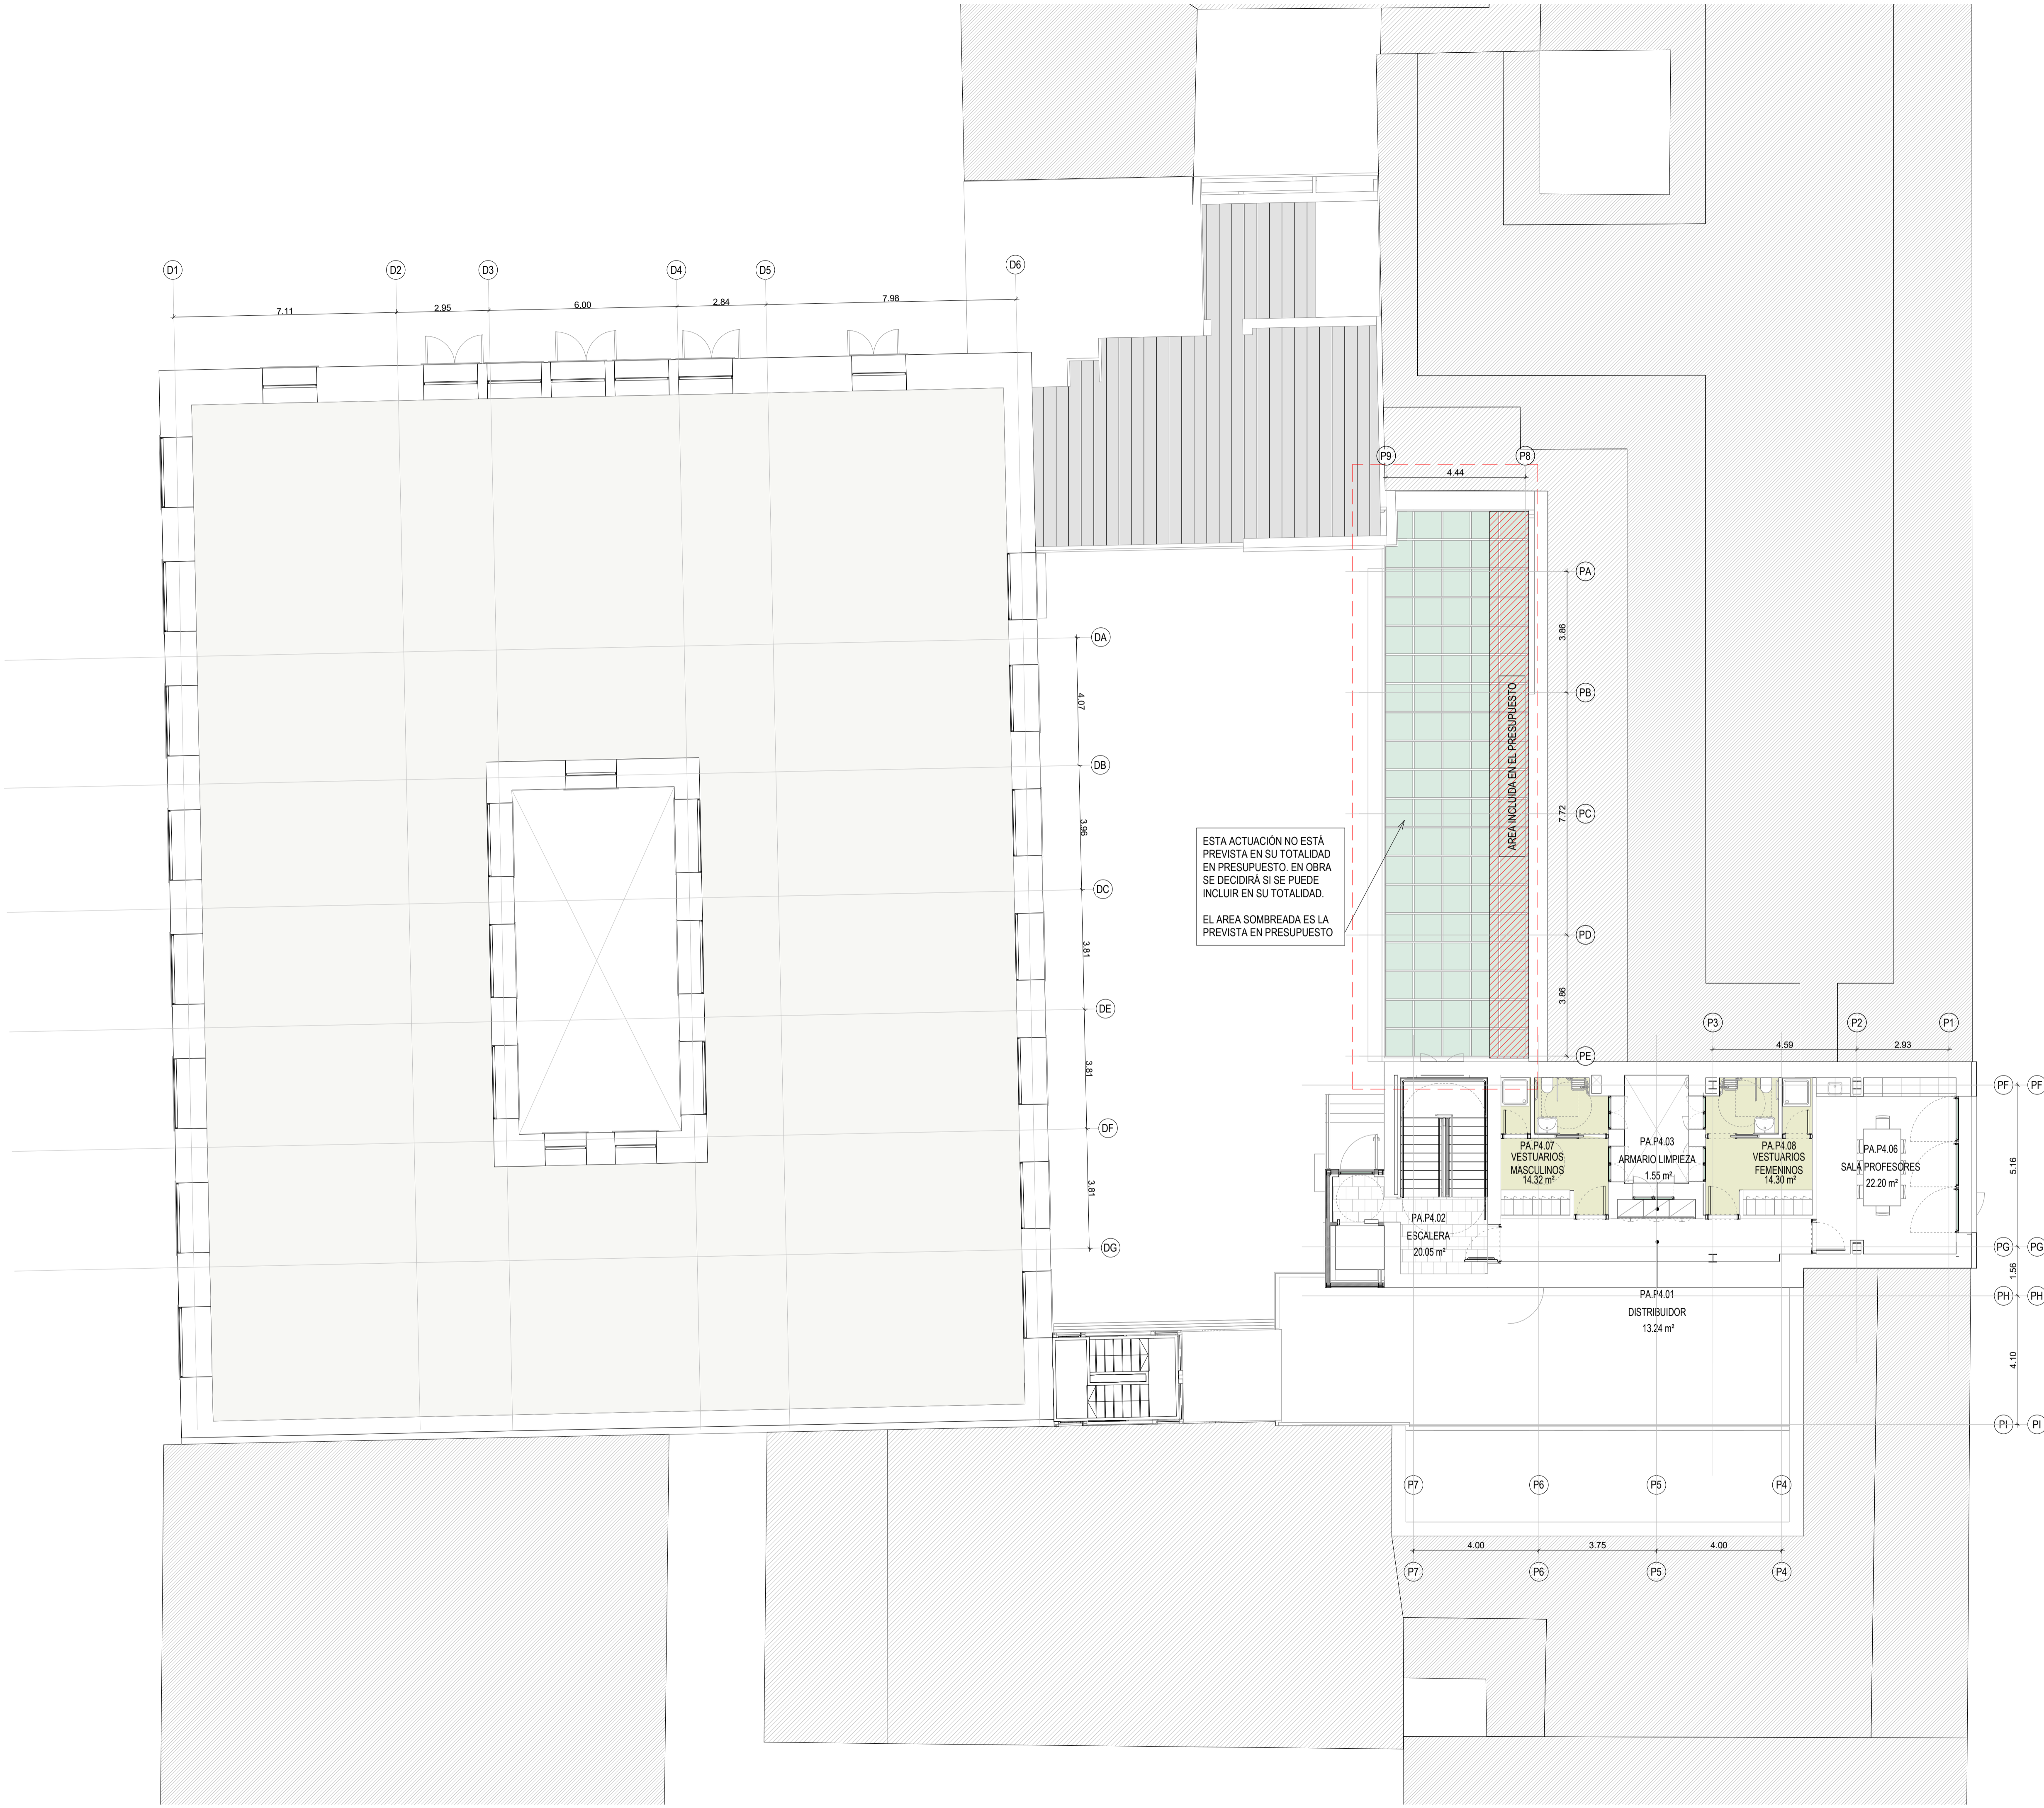 D1
D2
D3
D4
D5
D6
7.11
2.95
6.00
2.84
7.98
P9
P8
4.44
PA
3.86
PB
7.72
PC
PD
3.86
PE
AREA INCLUIDA EN EL PRESUPUESTO
DA
4.07
DB
3.96
DC
3.81
DE
3.81
DF
3.81
DG
ESTA ACTUACIÓN NO ESTÀ
PREVISTA EN SU TOTALIDAD
EN PRESUPUESTO. EN OBRA
SE DECIDIRÀ SI SE PUEDE
INCLUIR EN SU TOTALIDAD.
EL AREA SOMBREADA ES LA
PREVISTA EN PRESUPUESTO
P3
P2
P1
4.59
2.93
PF
PF
5.16
PG
PG
1.56
PH
PH
4.10
PI
PI
PA.P4.07
VESTUARIOS
MASCULINOS
14.32 m²
PA.P4.03
ARMARIO LIMPIEZA
1.55 m²
PA.P4.08
VESTUARIOS
FEMENINOS
14.30 m²
PA.P4.06
SALA PROFESORES
22.20 m²
PA.P4.02
ESCALERA
20.05 m²
PA.P4.01
DISTRIBUIDOR
13.24 m²
P7
P6
P5
P4
4.00
3.75
4.00
P7
P6
P5
P4